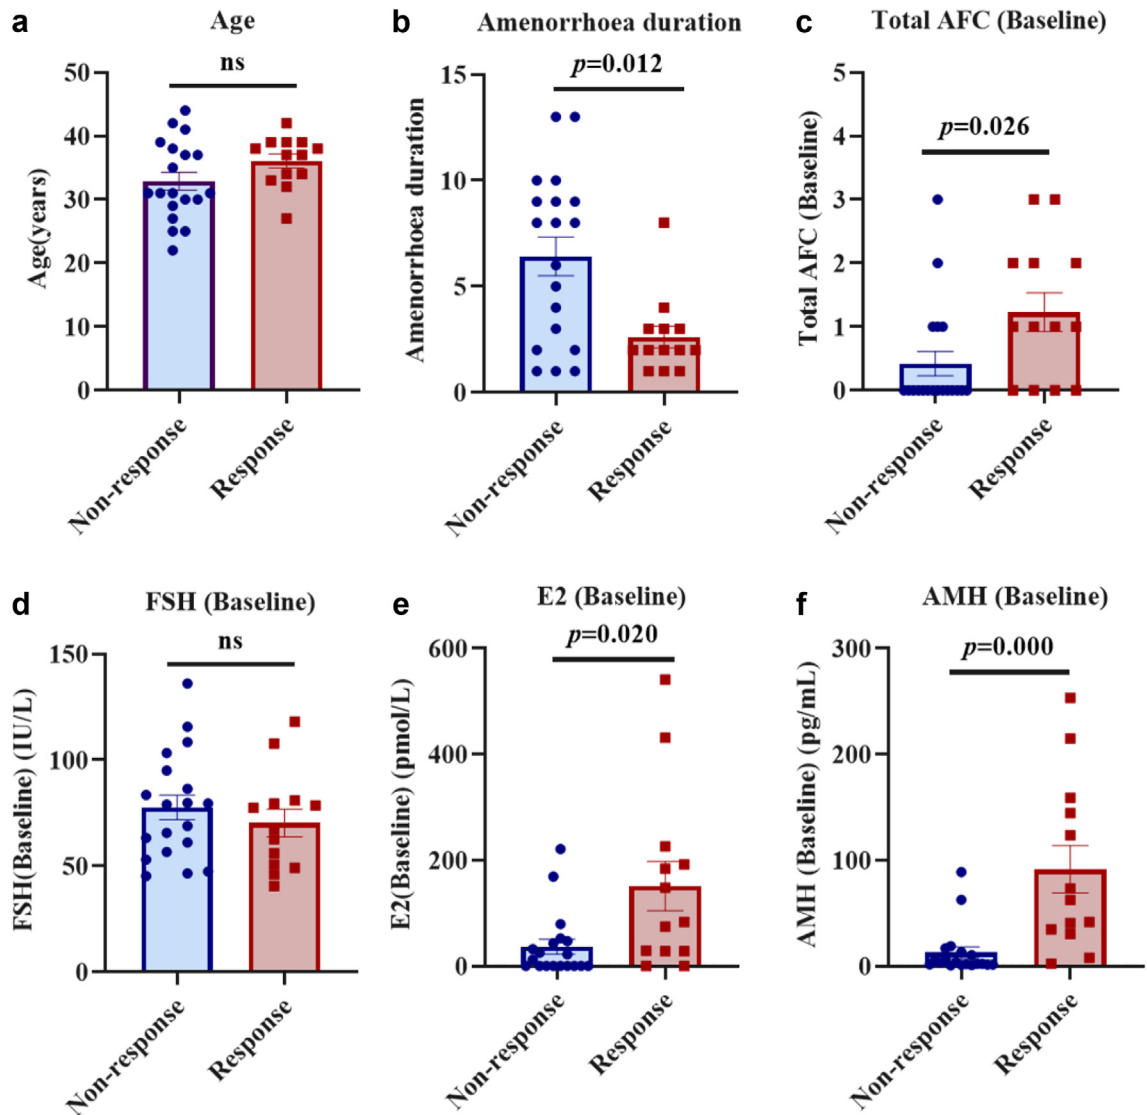 a
Age
ns
Age(years)
50
40
30
20
10
0
Non-response
Response
b
Amenorrhoea duration
p=0.012
Amenorrhoea duration
15
10
5
0
Non-response
Response
c
Total AFC (Baseline)
p=0.026
Total AFC (Baseline)
5
4
3
2
1
0
Non-response
Response
d
FSH (Baseline)
ns
FSH(Baseline) (IU/L)
150
100
50
0
Non-response
Response
e
E2 (Baseline)
p=0.020
E2(Baseline) (pmol/L)
600
400
200
0
Non-response
Response
f
AMH (Baseline)
p=0.000
AMH (Baseline) (pg/mL)
300
200
100
0
Non-response
Response